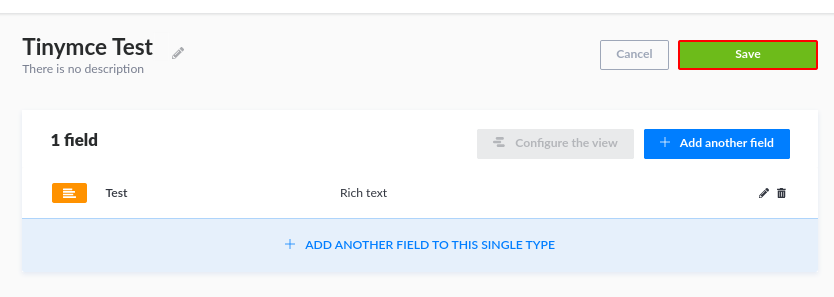 Tinymce Test
There is no description
Cancel
Save
1 field
Configure the view
Add another field
Test
Rich text
ADD ANOTHER FIELD TO THIS SINGLE TYPE